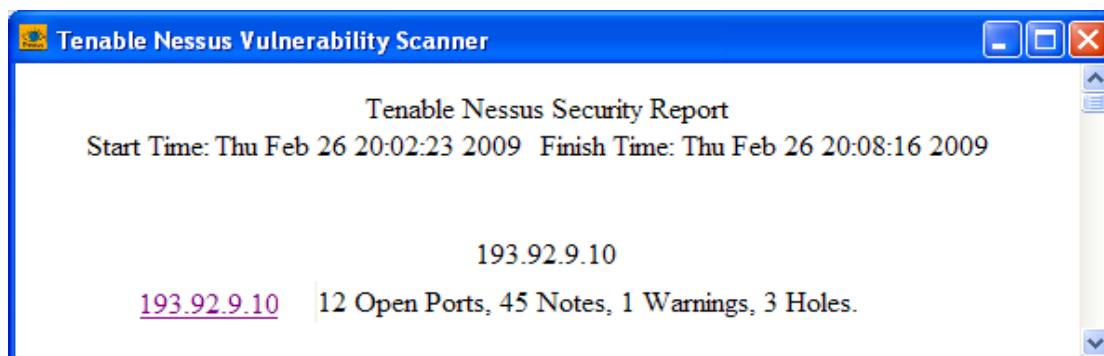 Tenable Nessus Vulnerability Scanner
Tenable Nessus Security Report
Start Time: Thu Feb 26 20:02:23 2009 Finish Time: Thu Feb 26 20:08:16 2009
193.92.9.10
193.92.9.10 12 Open Ports, 45 Notes, 1 Warnings, 3 Holes.